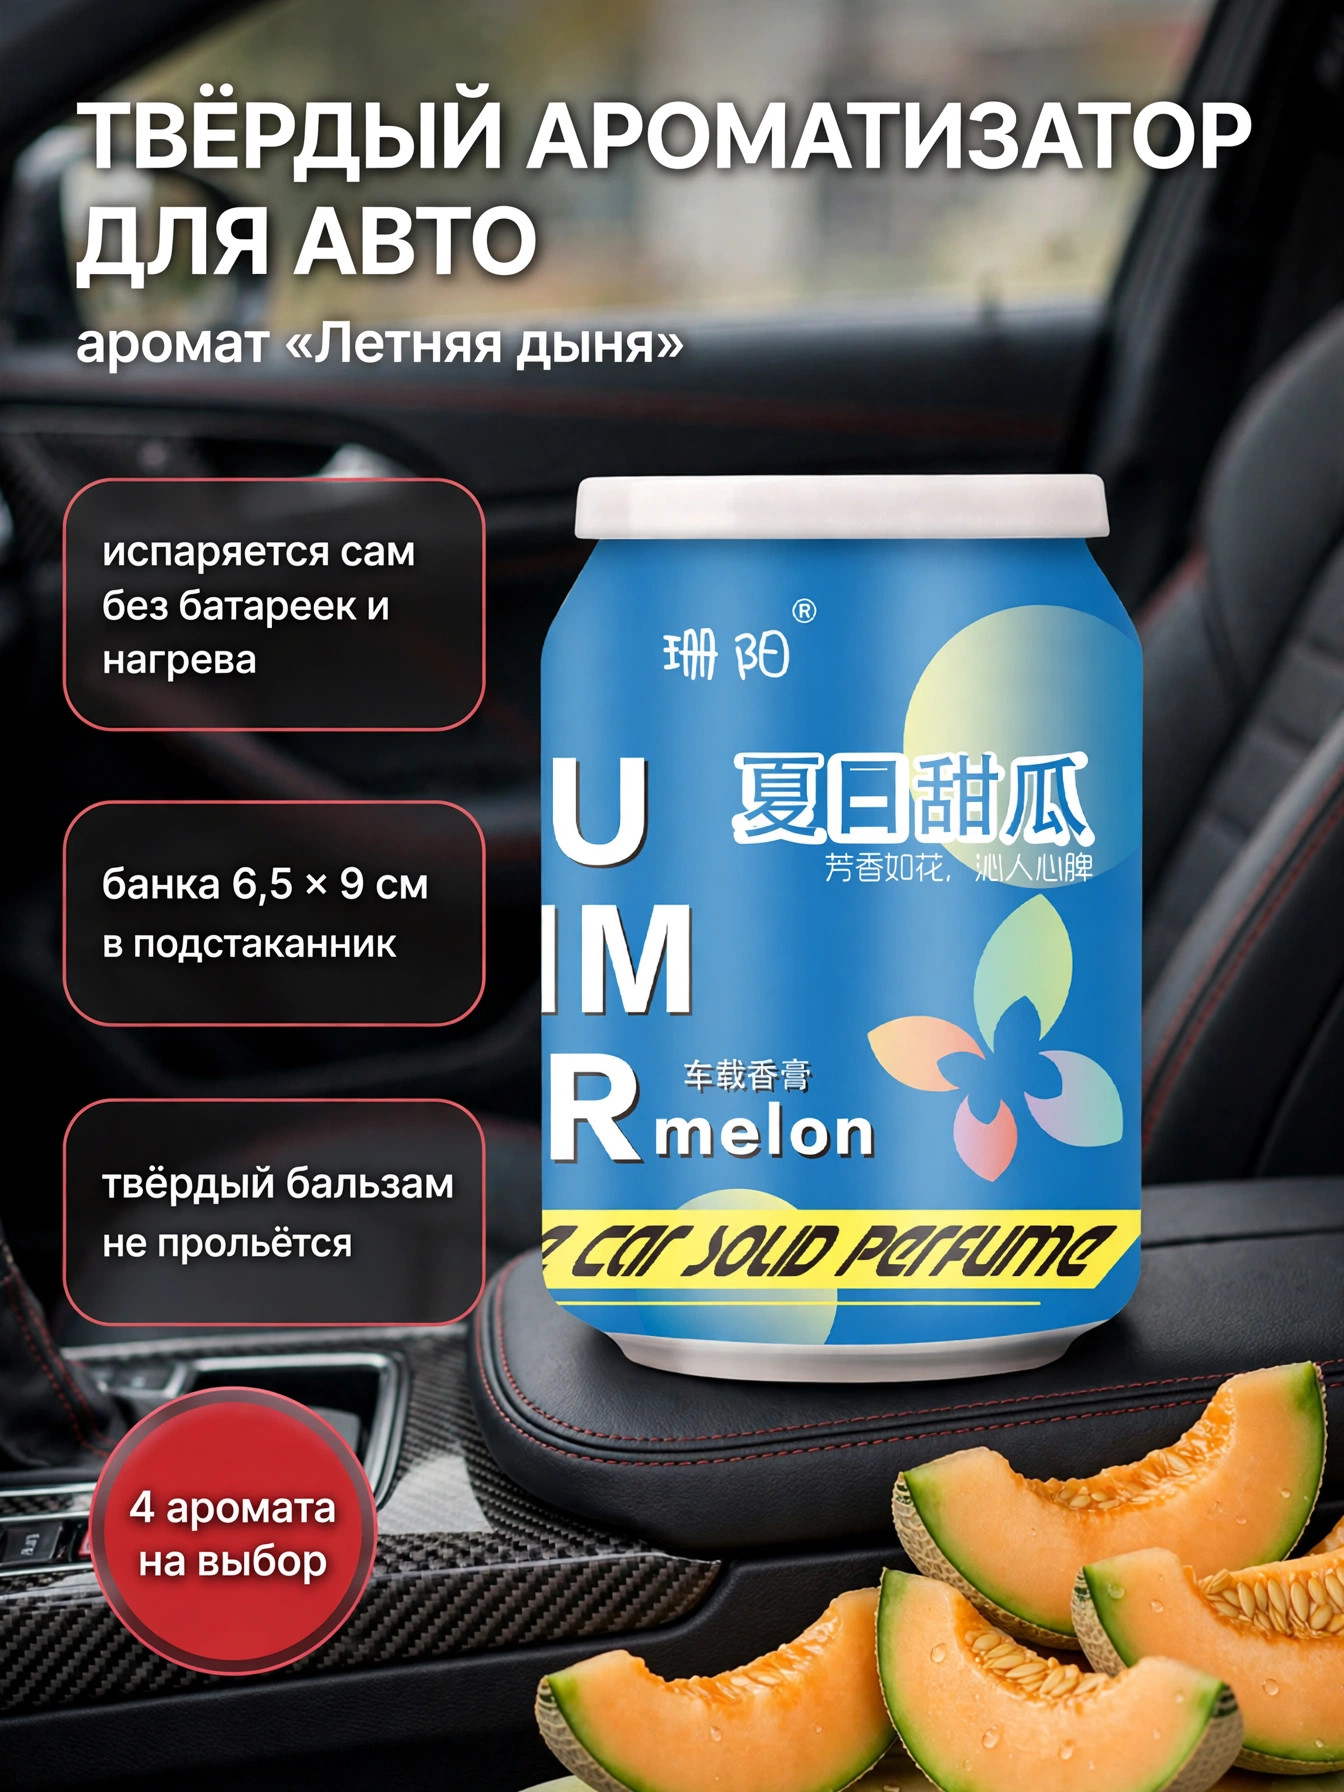 ТВЁРДЫЙ АРОМАТИЗАТОР
ДЛЯ АВТО
аромат «Летняя дыня»
испаряется сам
без батареек и
нагрева
банка 6,5 × 9 см
в подстаканник
твёрдый бальзам
не прольётся
4 аромата
на выбор
珊阳®
U
夏日甜瓜
芳香如花，沁人心脾
IM
车载香膏
R melon
e car solid perfume